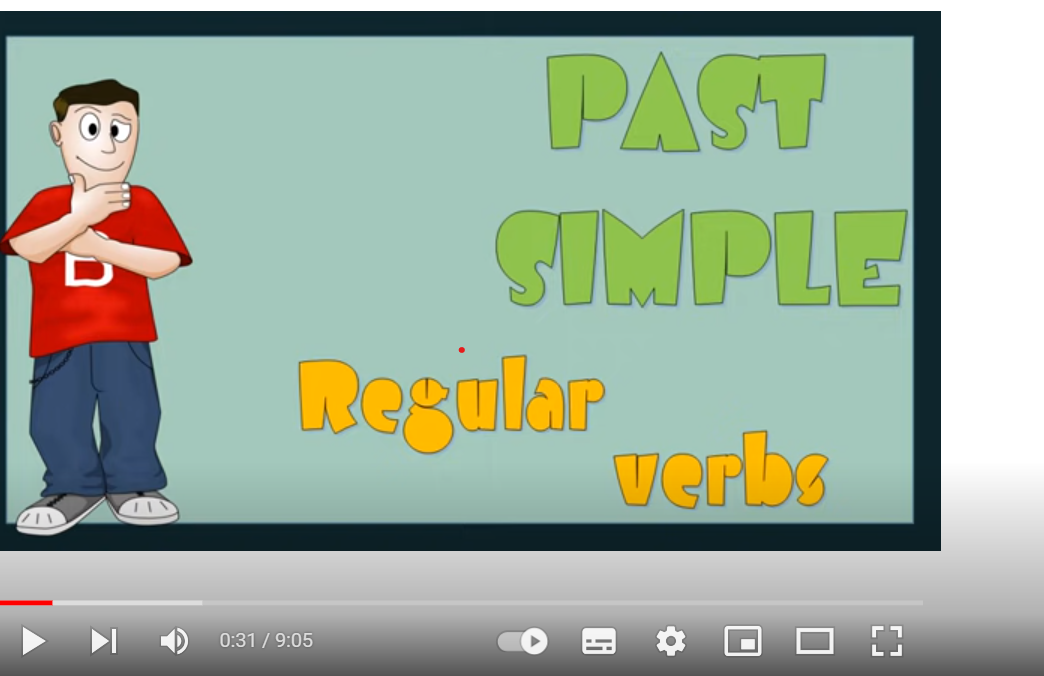 PAST
SIMPLE
Regular
verbs
B
0:31 / 9:05